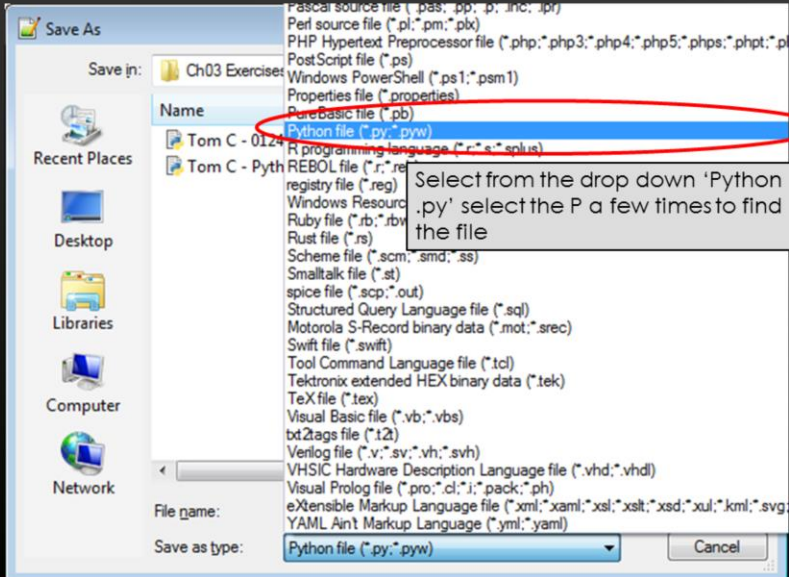 Save As
Save in:
Ch03 Exercises
Name
Tom C - 0124
Tom C - Pyth
Recent Places
Desktop
Libraries
Computer
Network
File name:
Save as type:
Python file (*.py;*.pyw)
Cancel
Pascal source file (*.pas; *.pp; *.p; *.inc; *.lpr)
Perl source file (*.pl;*.pm;*.plx)
PHP Hypertext Preprocessor file (*.php;*.php3;*.php4;*.php5;*.phps;*.phpt;*.pl
PostScript file (*.ps)
Windows PowerShell (*.ps1;*.psm1)
Properties file (*.properties)
PureBasic file (*.pb)
Python file (*.py;*.pyw)
R programming language (*.r;*.s;*.splus)
REBOL file (*.r;*.re
registry file (*.reg)
Windows Resourc
Ruby file (*.rb;*.rbw
Rust file (*.rs)
Scheme file (*.scm;*.smd;*.ss)
Smalltalk file (*.st)
spice file (*.scp;*.out)
Structured Query Language file (*.sql)
Motorola S-Record binary data (*.mot;*.srec)
Swift file (*.swift)
Tool Command Language file (*.tcl)
Tektronix extended HEX binary data (*.tek)
TeX file (*.tex)
Visual Basic file (*.vb;*.vbs)
txt2tags file (*.t2t)
Verilog file (*.v;*.sv;*.vh;*.svh)
VHSIC Hardware Description Language file (*.vhd;*.vhdl)
Visual Prolog file (*.pro;*.cl;*.i;*.pack;*.ph)
eXtensible Markup Language file (*.xml;*.xaml;*.xsl;*.xslt;*.xsd;*.xul;*.kml;*.svg;
YAML Ain't Markup Language (*.yml;*.yaml)
Select from the drop down ‘Python
.py’ select the P a few times to find
the file